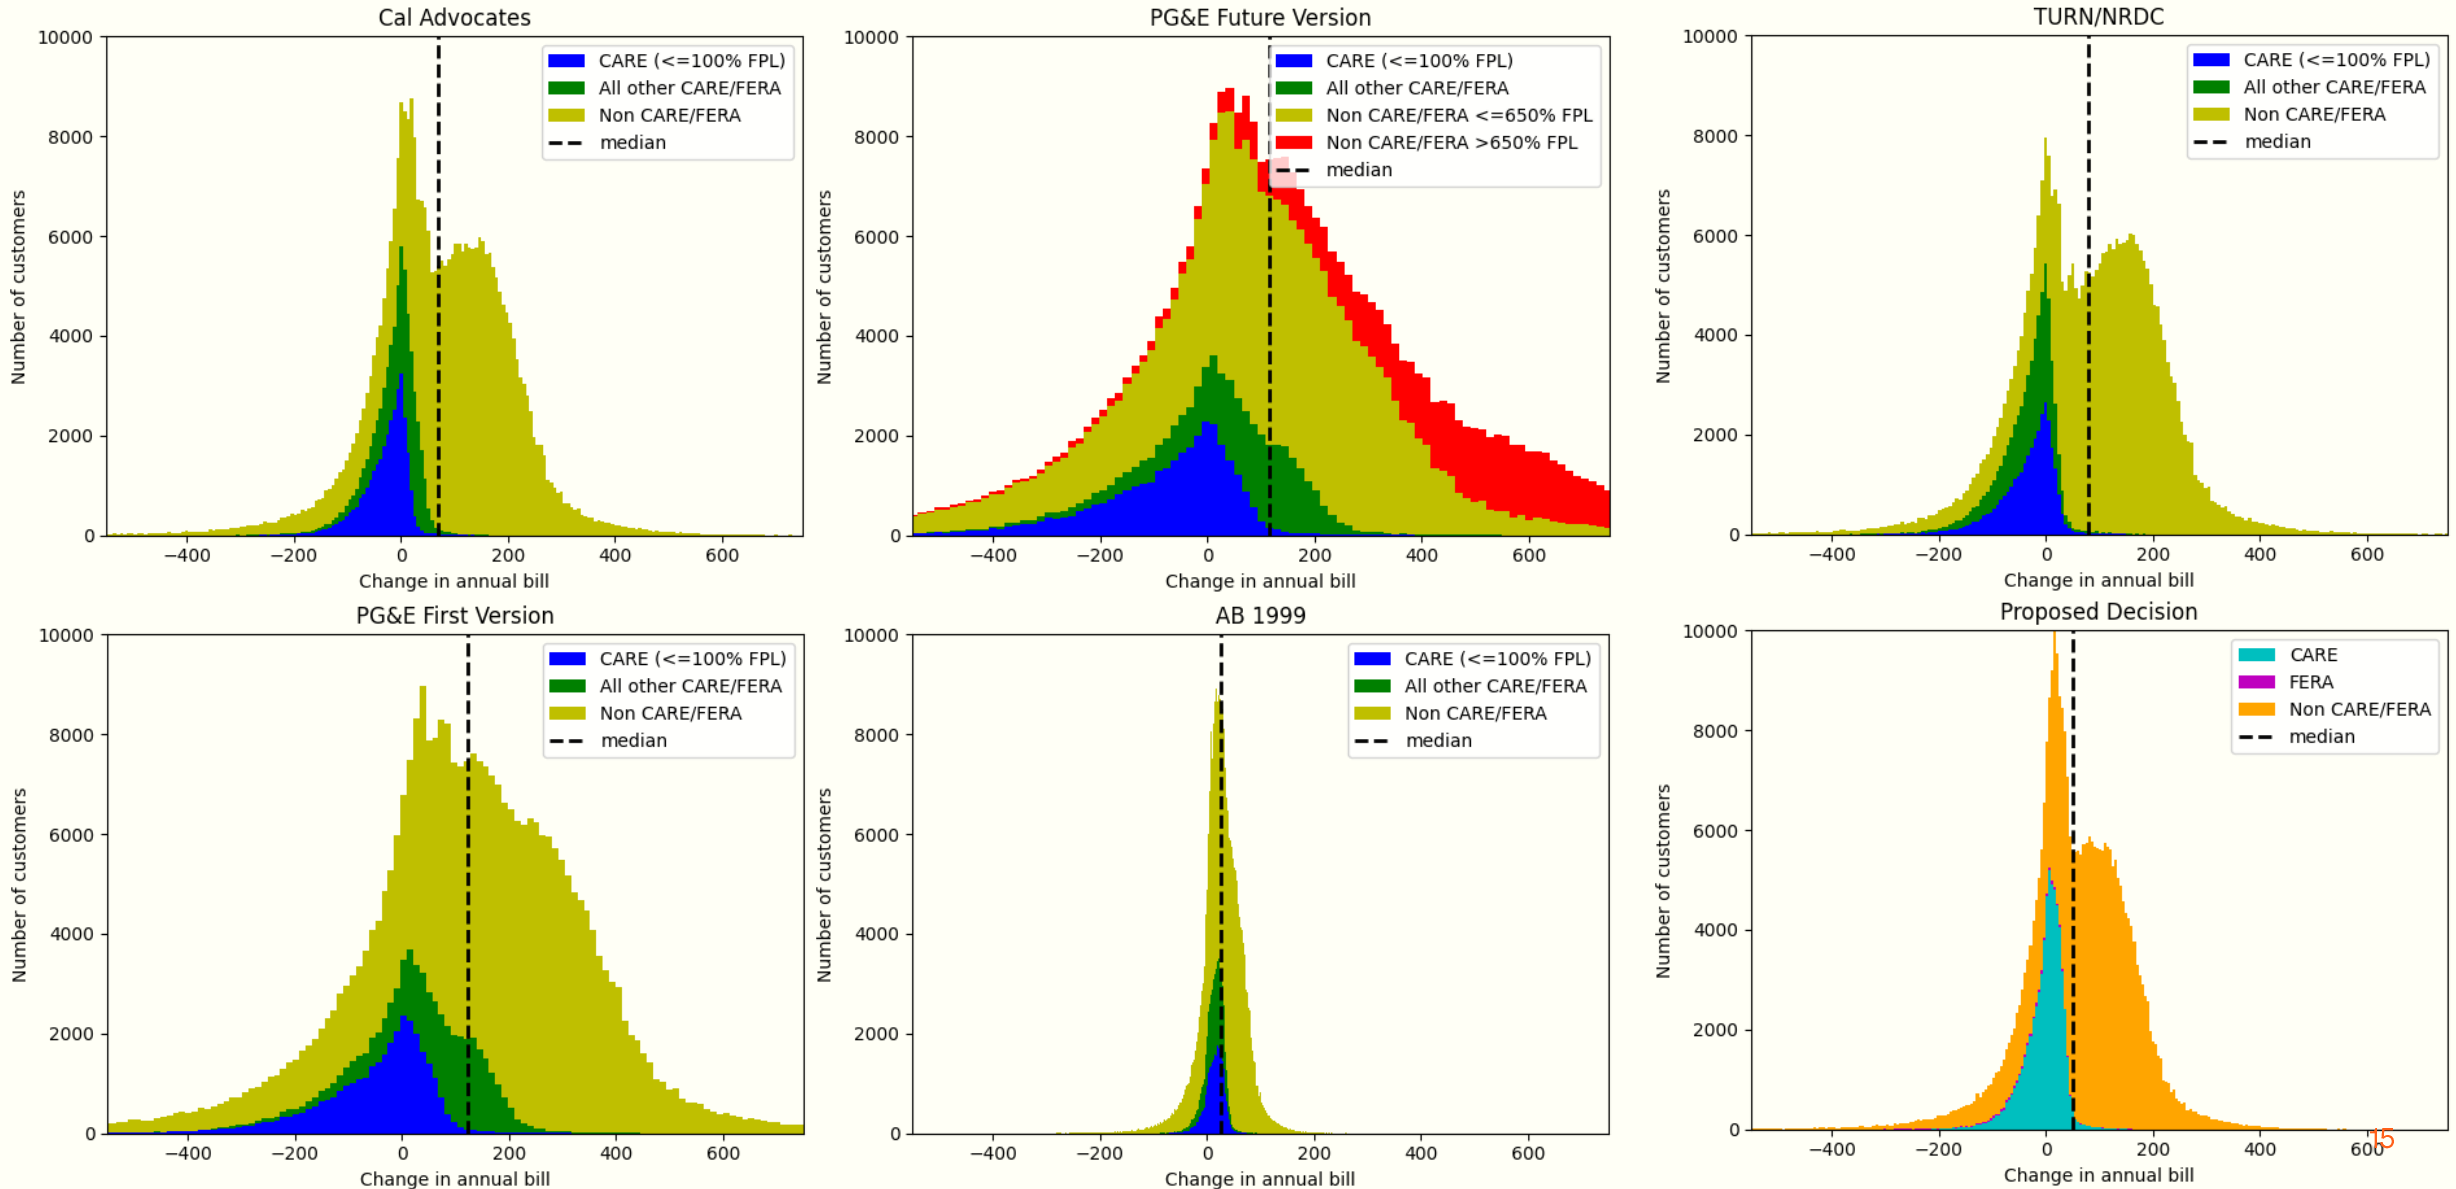 Cal Advocates
10000
8000
6000
4000
2000
0
Number of customers
CARE (<=100% FPL)
All other CARE/FERA
Non CARE/FERA
median
−400 −200 0 200 400 600
Change in annual bill
PG&E Future Version
10000
8000
6000
4000
2000
0
Number of customers
CARE (<=100% FPL)
All other CARE/FERA
Non CARE/FERA <=650% FPL
Non CARE/FERA >650% FPL
median
−400 −200 0 200 400 600
Change in annual bill
TURN/NRDC
10000
8000
6000
4000
2000
0
Number of customers
CARE (<=100% FPL)
All other CARE/FERA
Non CARE/FERA
median
−400 −200 0 200 400 600
Change in annual bill
PG&E First Version
10000
8000
6000
4000
2000
0
Number of customers
CARE (<=100% FPL)
All other CARE/FERA
Non CARE/FERA
median
−400 −200 0 200 400 600
Change in annual bill
AB 1999
10000
8000
6000
4000
2000
0
Number of customers
CARE (<=100% FPL)
All other CARE/FERA
Non CARE/FERA
median
−400 −200 0 200 400 600
Change in annual bill
Proposed Decision
10000
8000
6000
4000
2000
0
Number of customers
CARE
FERA
Non CARE/FERA
median
−400 −200 0 200 400 600
Change in annual bill
15